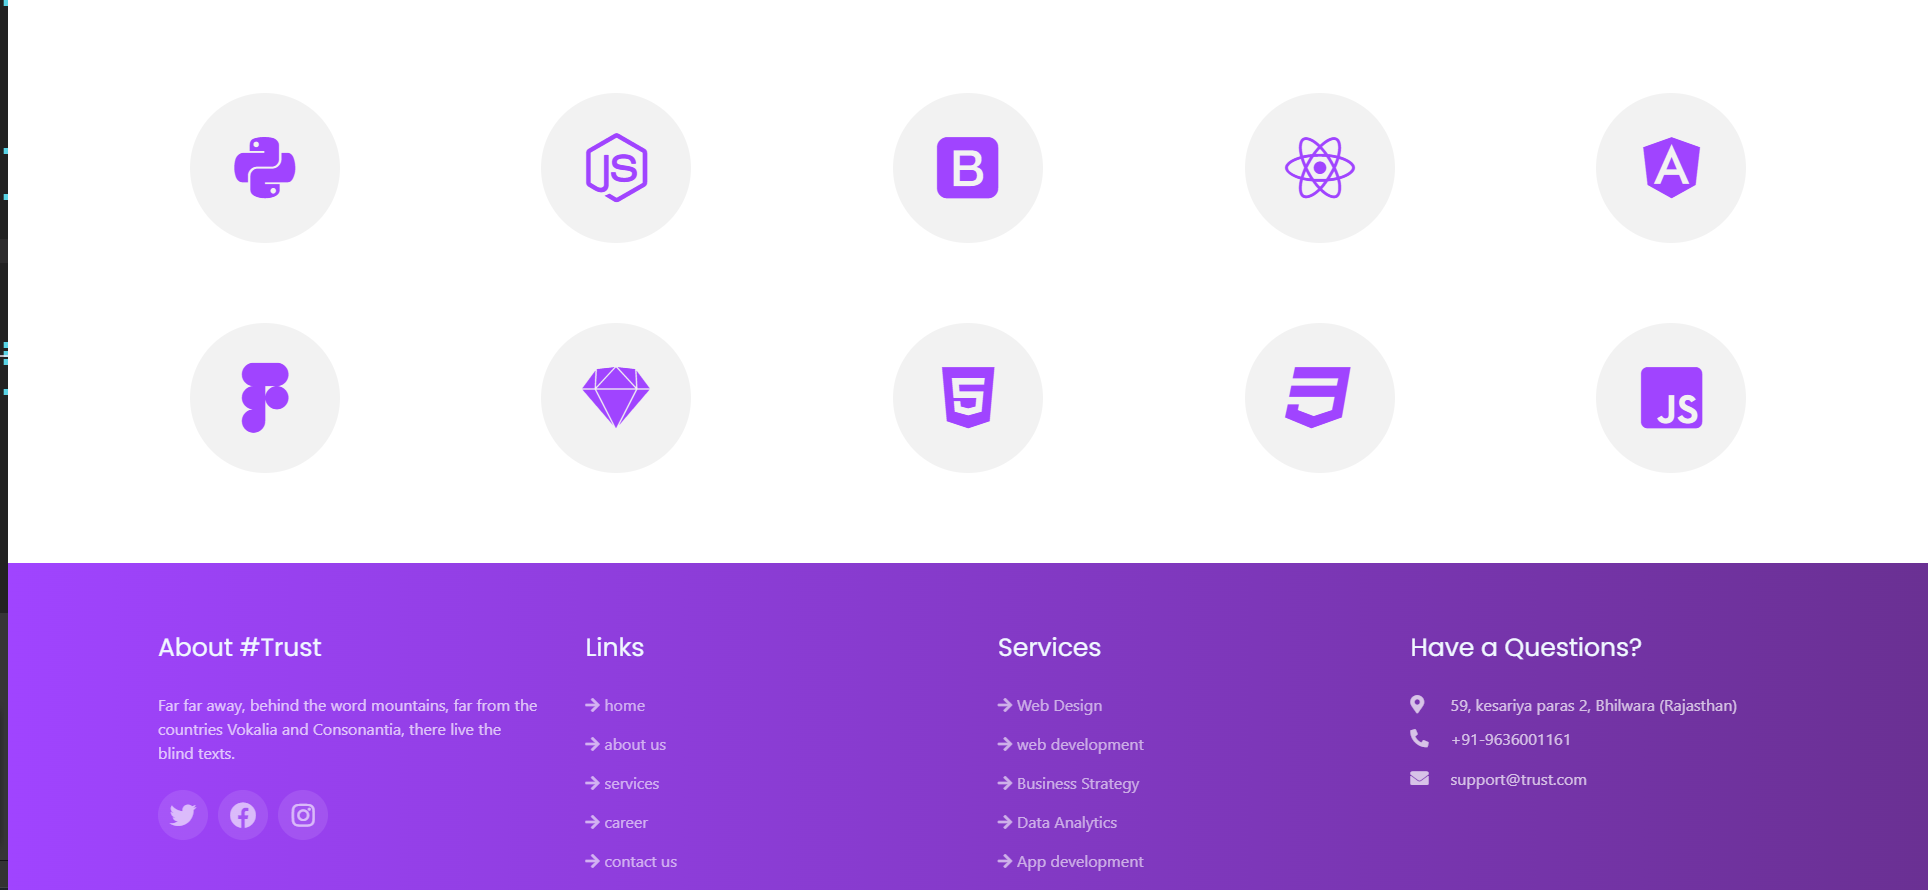 JS
B
A
JS
About #Trust
Far far away, behind the word mountains, far from the
countries Vokalia and Consonantia, there live the
blind texts.
Links
home
about us
services
career
contact us
Services
Web Design
web development
Business Strategy
Data Analytics
App development
Have a Questions?
59, kesariya paras 2, Bhilwara (Rajasthan)
+91-9636001161
support@trust.com